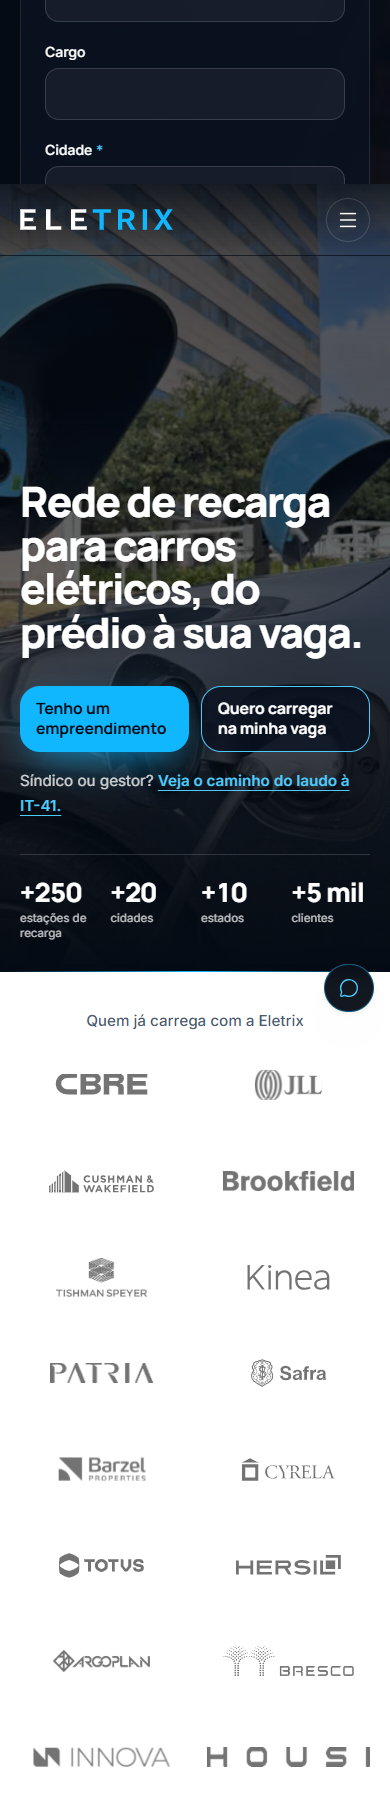 Cargo
Cidade *
ELETRIX
Rede de recarga
para carros
elétricos, do
prédio à sua vaga.
Tenho um
empreendimento
Quero carregar
na minha vaga
Síndico ou gestor? Veja o caminho do laudo à
IT-41.
+250
estações de
recarga
+20
cidades
+10
estados
+5 mil
clientes
Quem já carrega com a Eletrix
CBRE
JLL
CUSHMAN &
WAKEFIELD
Brookfield
TISHMAN SPEYER
Kinea
PATRIA
Safra
Barzel
PROPERTIES
CYRELA
TOTVS
HERSIL
ARGOPLAN
BRESCO
INNOVA
HOUSI